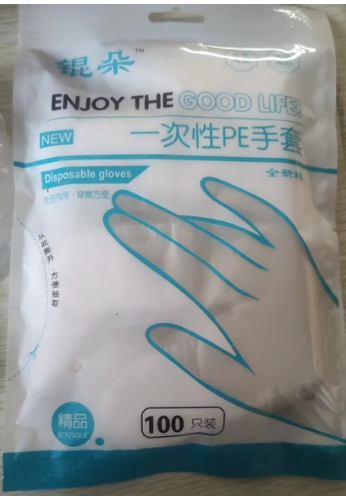 锟朵™
ENJOY THE GOOD LIFE!
NEW
一次性PE手套
Disposable gloves
全新料
左右共用·穿戴方便
从此撕开·方便抽取
精品
BOUTIQUE
100只装